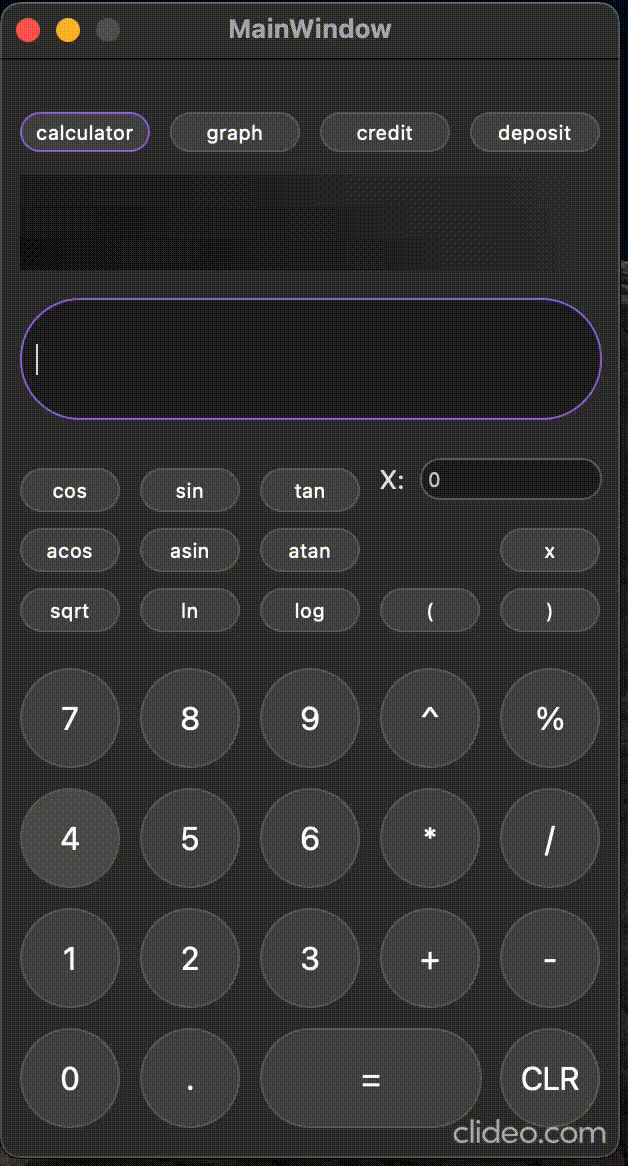 MainWindow
calculator graph credit deposit
X: 0
cos sin tan
acos asin atan x
sqrt ln log ( )
7 8 9 ^ %
4 5 6 * /
1 2 3 + -
0 . = CLR
clideo.com